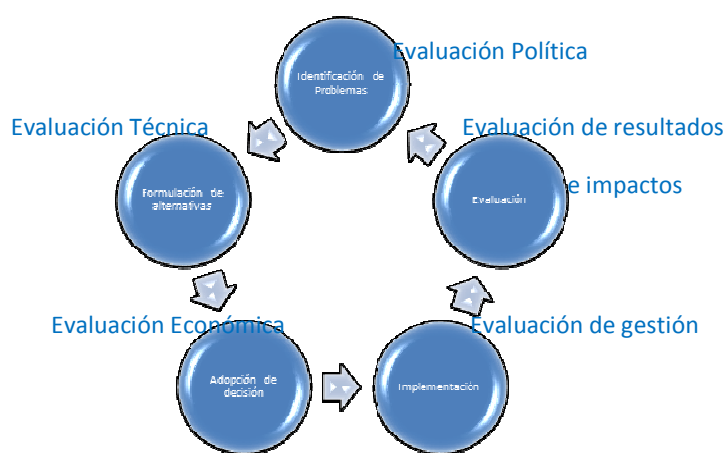 Evaluación Política
Identificación de
Problemas
Evaluación Técnica
Evaluación de resultados
Formulación de
alternativas
e impactos
Evaluación
Evaluación Económica
Evaluación de gestión
Adopción de
decisión
Implementación